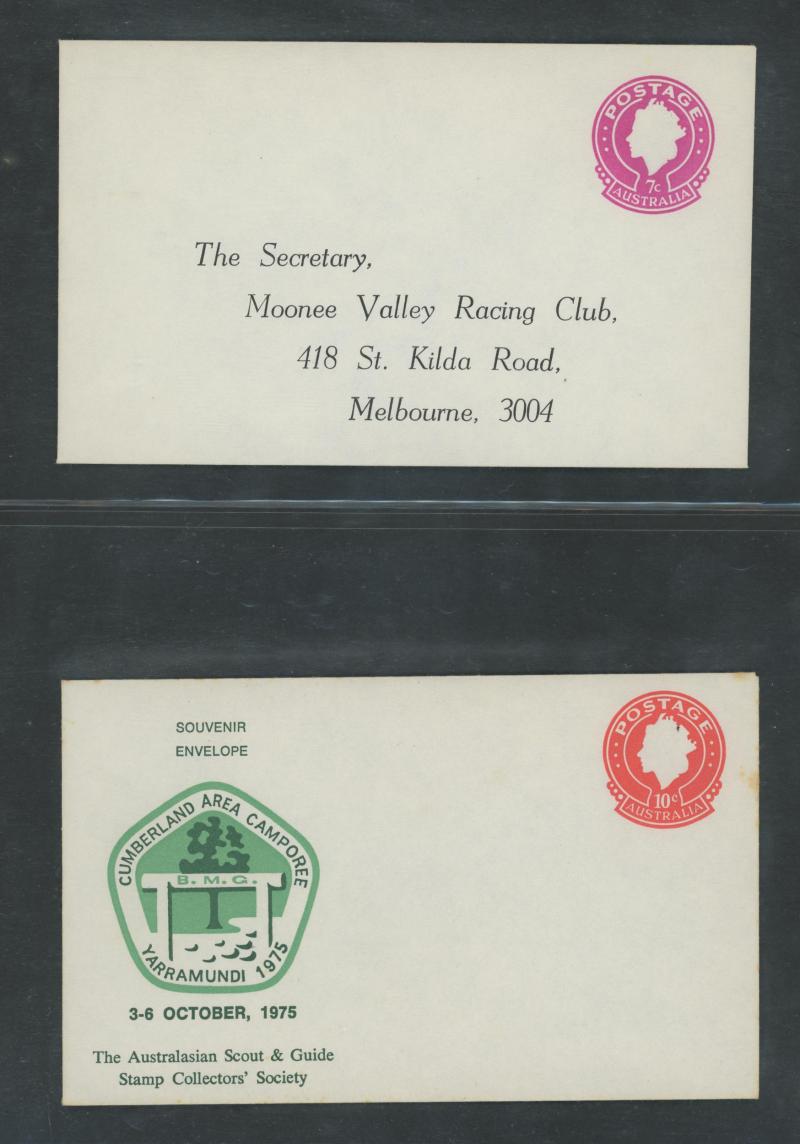 POSTAGE
7c
AUSTRALIA
The Secretary,
Moonee Valley Racing Club,
418 St. Kilda Road,
Melbourne, 3004
SOUVENIR
ENVELOPE
POSTAGE
10c
AUSTRALIA
CUMBERLAND AREA CAMPOREE
B.M.G.
YARRAMUNDI 1975
3-6 OCTOBER, 1975
The Australasian Scout & Guide
Stamp Collectors' Society